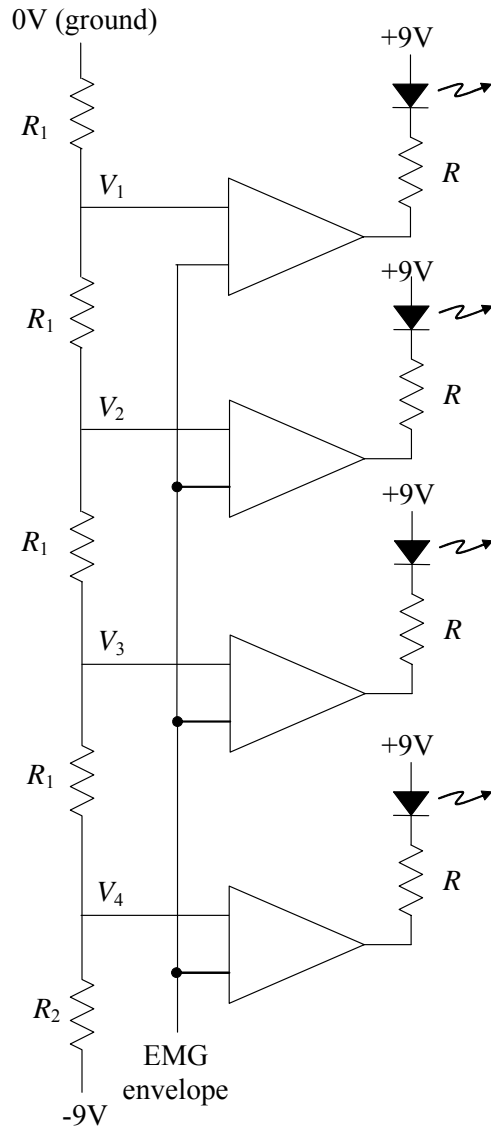 0V (ground)
+9V
R1
R
V1
+9V
R1
R
V2
+9V
R1
R
V3
+9V
R1
R
V4
R2
EMG
envelope
-9V